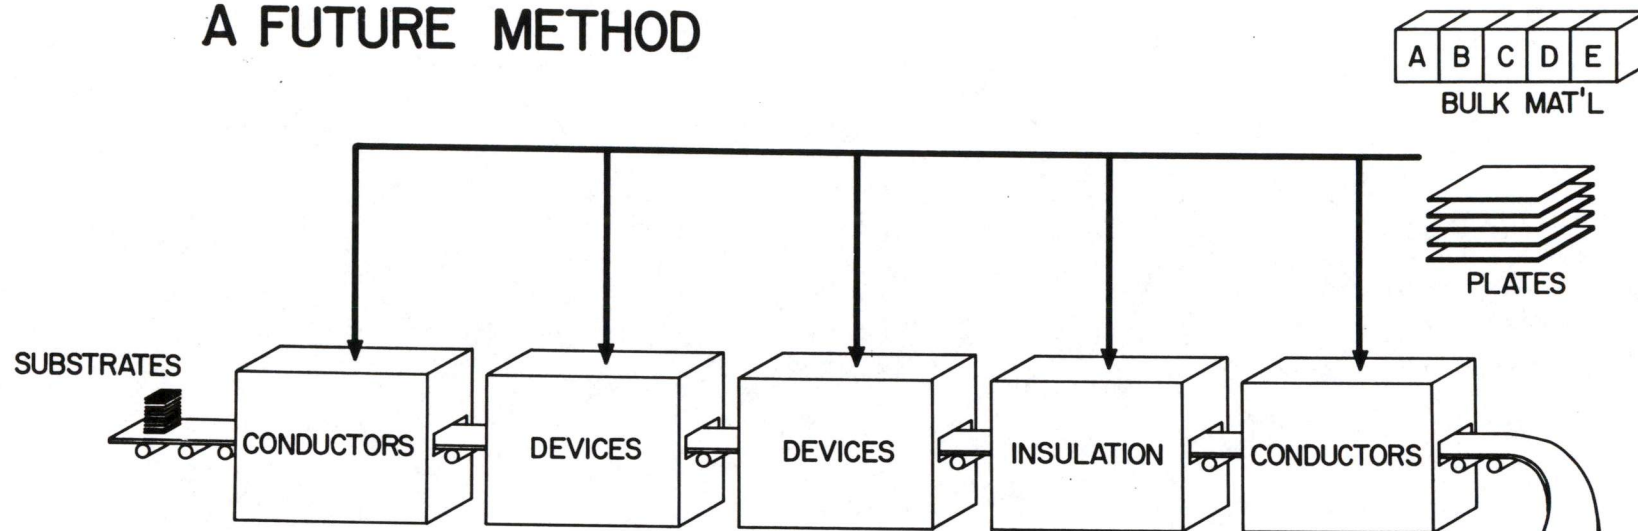 A FUTURE METHOD
A B C D E
BULK MAT'L
PLATES
SUBSTRATES
CONDUCTORS
DEVICES
DEVICES
INSULATION
CONDUCTORS